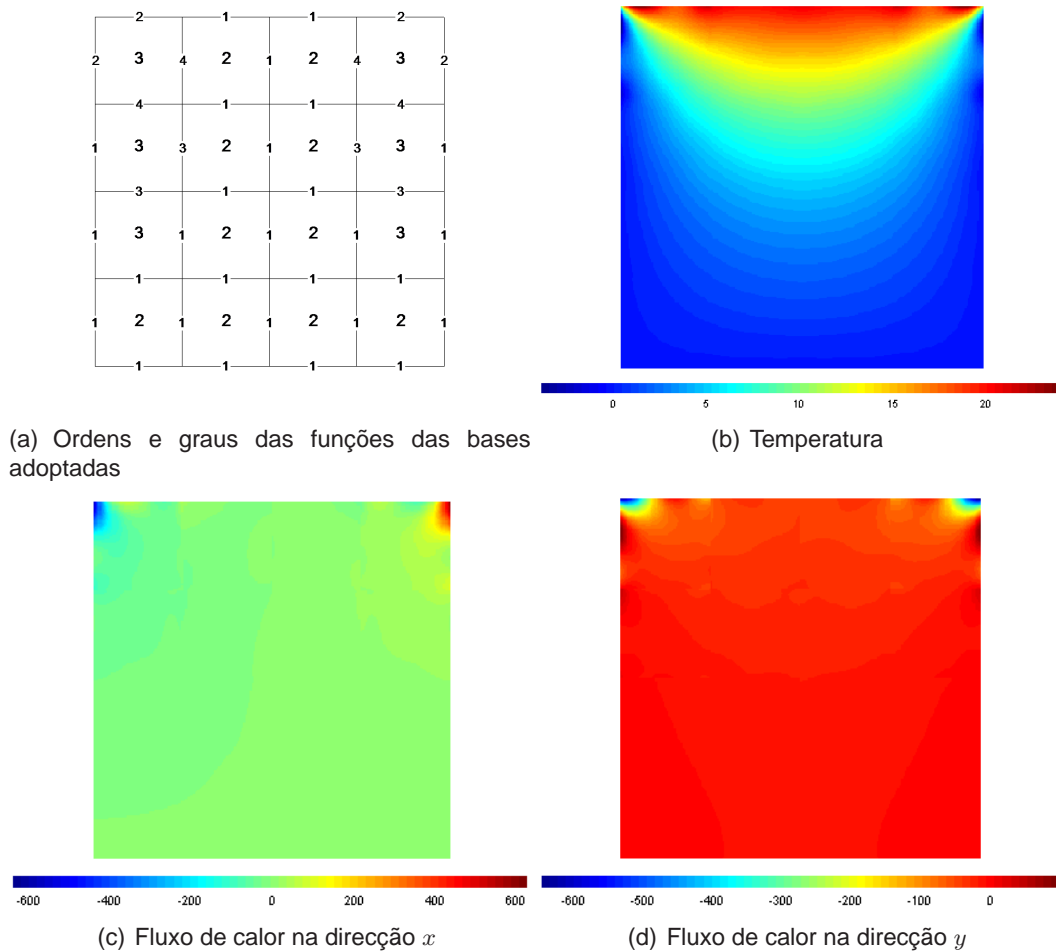 2 1 1 2
2 3 4 2 1 2 4 3 2
4 1 1 4
1 3 3 2 1 2 3 3 1
3 1 1 3
1 3 1 2 1 2 1 3 1
1 1 1 1
1 2 1 2 1 2 1 2 1
1 1 1 1
0 5 10 15 20
(a) Ordens e graus das funções das bases
adoptadas
(b) Temperatura
-600 -400 -200 0 200 400 600
(c) Fluxo de calor na direcção x
-600 -500 -400 -300 -200 -100 0
(d) Fluxo de calor na direcção y